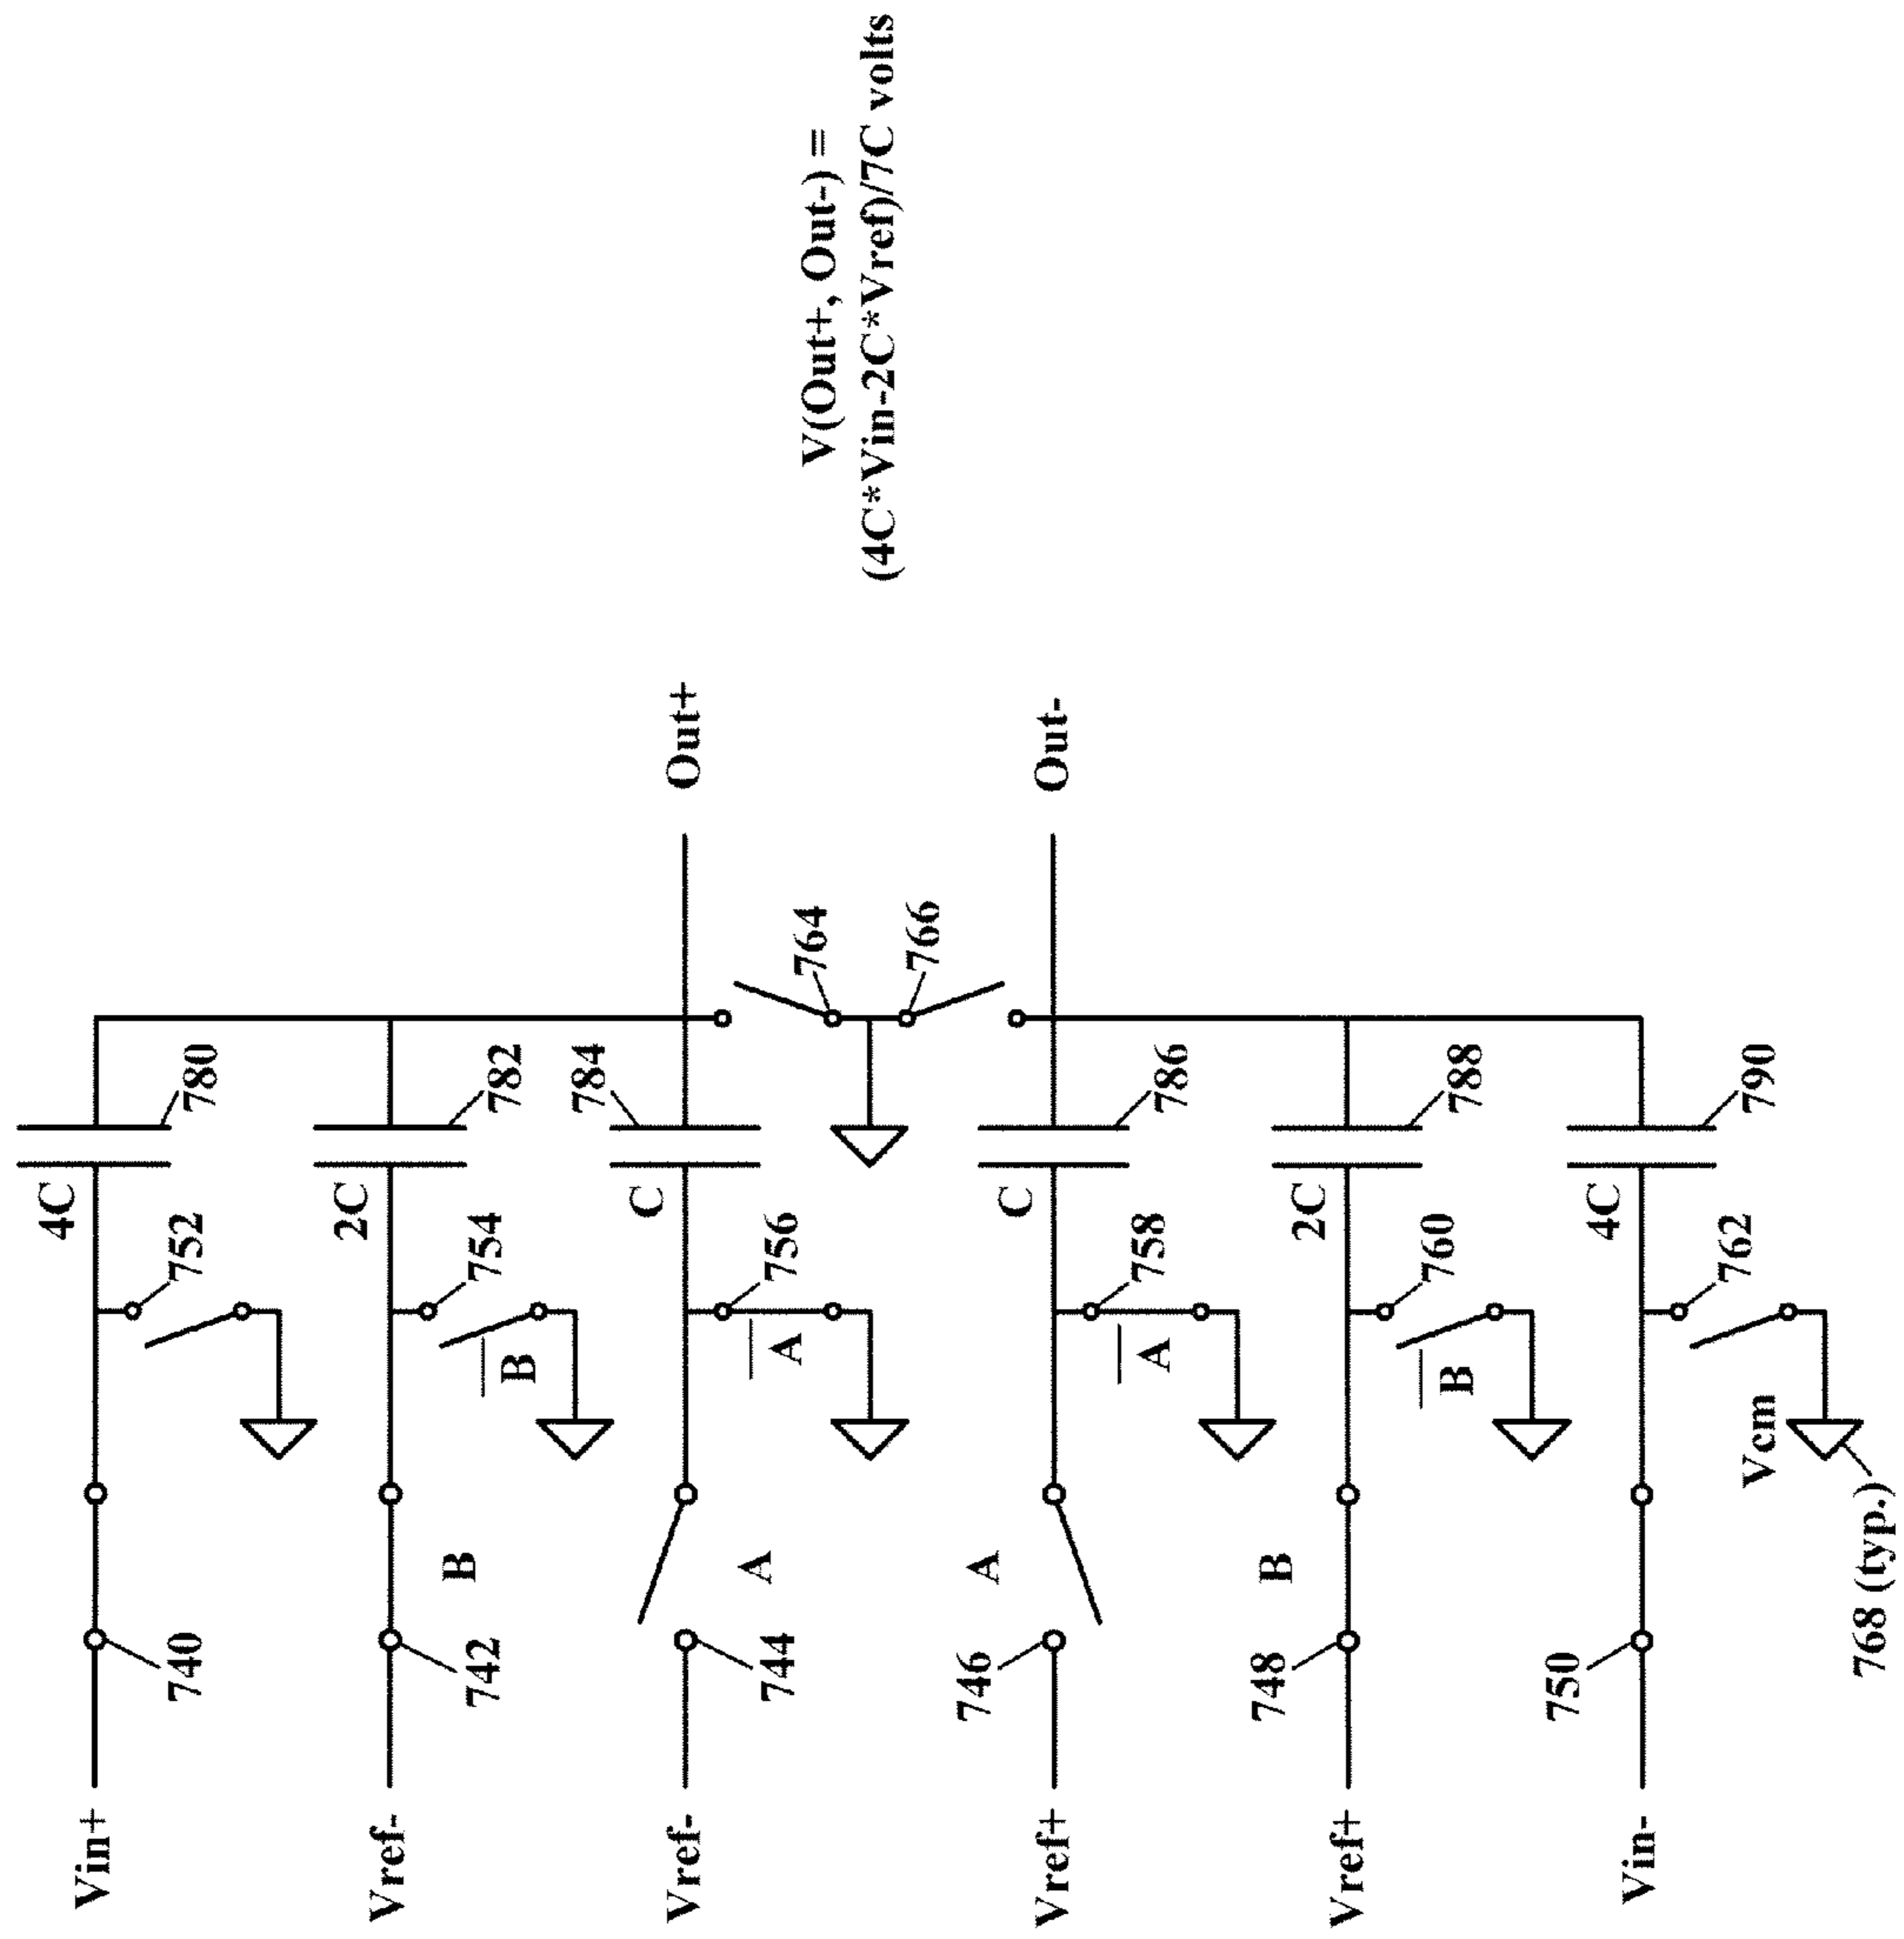 Vin+
740
752
4C
780
Vref-
742
B
B
754
2C
782
Vref-
744
A
A
756
C
784
Out+
764
766
V(Out+, Out-) =
(4C*Vin-2C*Vref)/7C volts
Vref+
746
A
A
758
C
786
Out-
Vref+
748
B
B
760
2C
788
Vin-
750
762
4C
790
Vcm
768 (typ.)